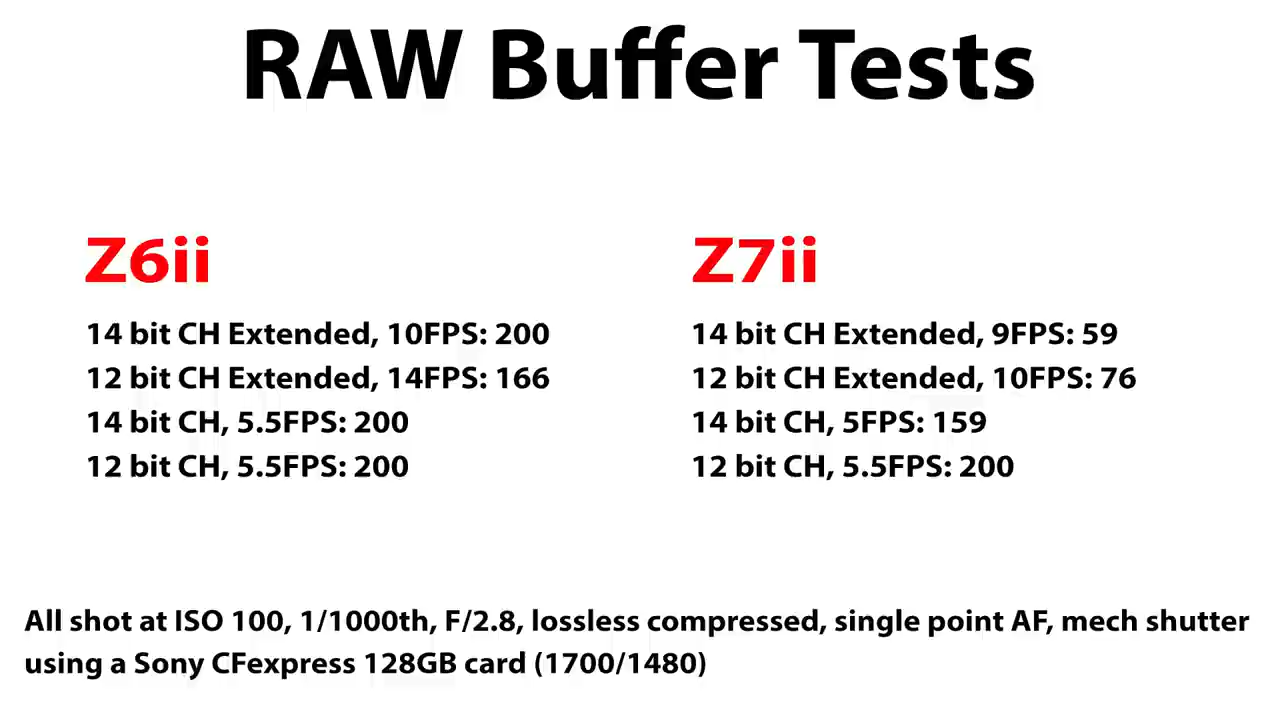 RAW Buffer Tests
Z6ii
14 bit CH Extended, 10FPS: 200
12 bit CH Extended, 14FPS: 166
14 bit CH, 5.5FPS: 200
12 bit CH, 5.5FPS: 200
Z7ii
14 bit CH Extended, 9FPS: 59
12 bit CH Extended, 10FPS: 76
14 bit CH, 5FPS: 159
12 bit CH, 5.5FPS: 200
All shot at ISO 100, 1/1000th, F/2.8, lossless compressed, single point AF, mech shutter
using a Sony CFexpress 128GB card (1700/1480)